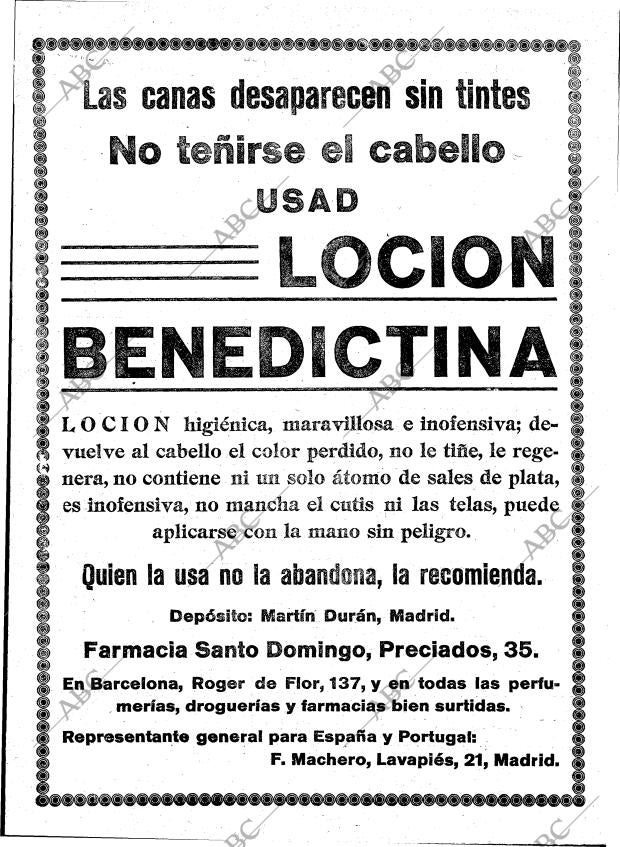 Las canas desaparecen sin tintes
No teñirse el cabello
USAD
LOCION
BENEDICTINA
LOCION higiénica, maravillosa e inofensiva; de-
vuelve al cabello el color perdido, no le tiñe, le rege-
nera, no contiene ni un solo átomo de sales de plata,
es inofensiva, no mancha el cutis ni las telas, puede
aplicarse con la mano sin peligro.
Quien la usa no la abandona, la recomienda.
Depósito: Martín Durán, Madrid.
Farmacia Santo Domingo, Preciados, 35.
En Barcelona, Roger de Flor, 137, y en todas las perfu-
merías, droguerías y farmacias bien surtidas.
Representante general para España y Portugal:
F. Machero, Lavapiés, 21, Madrid.